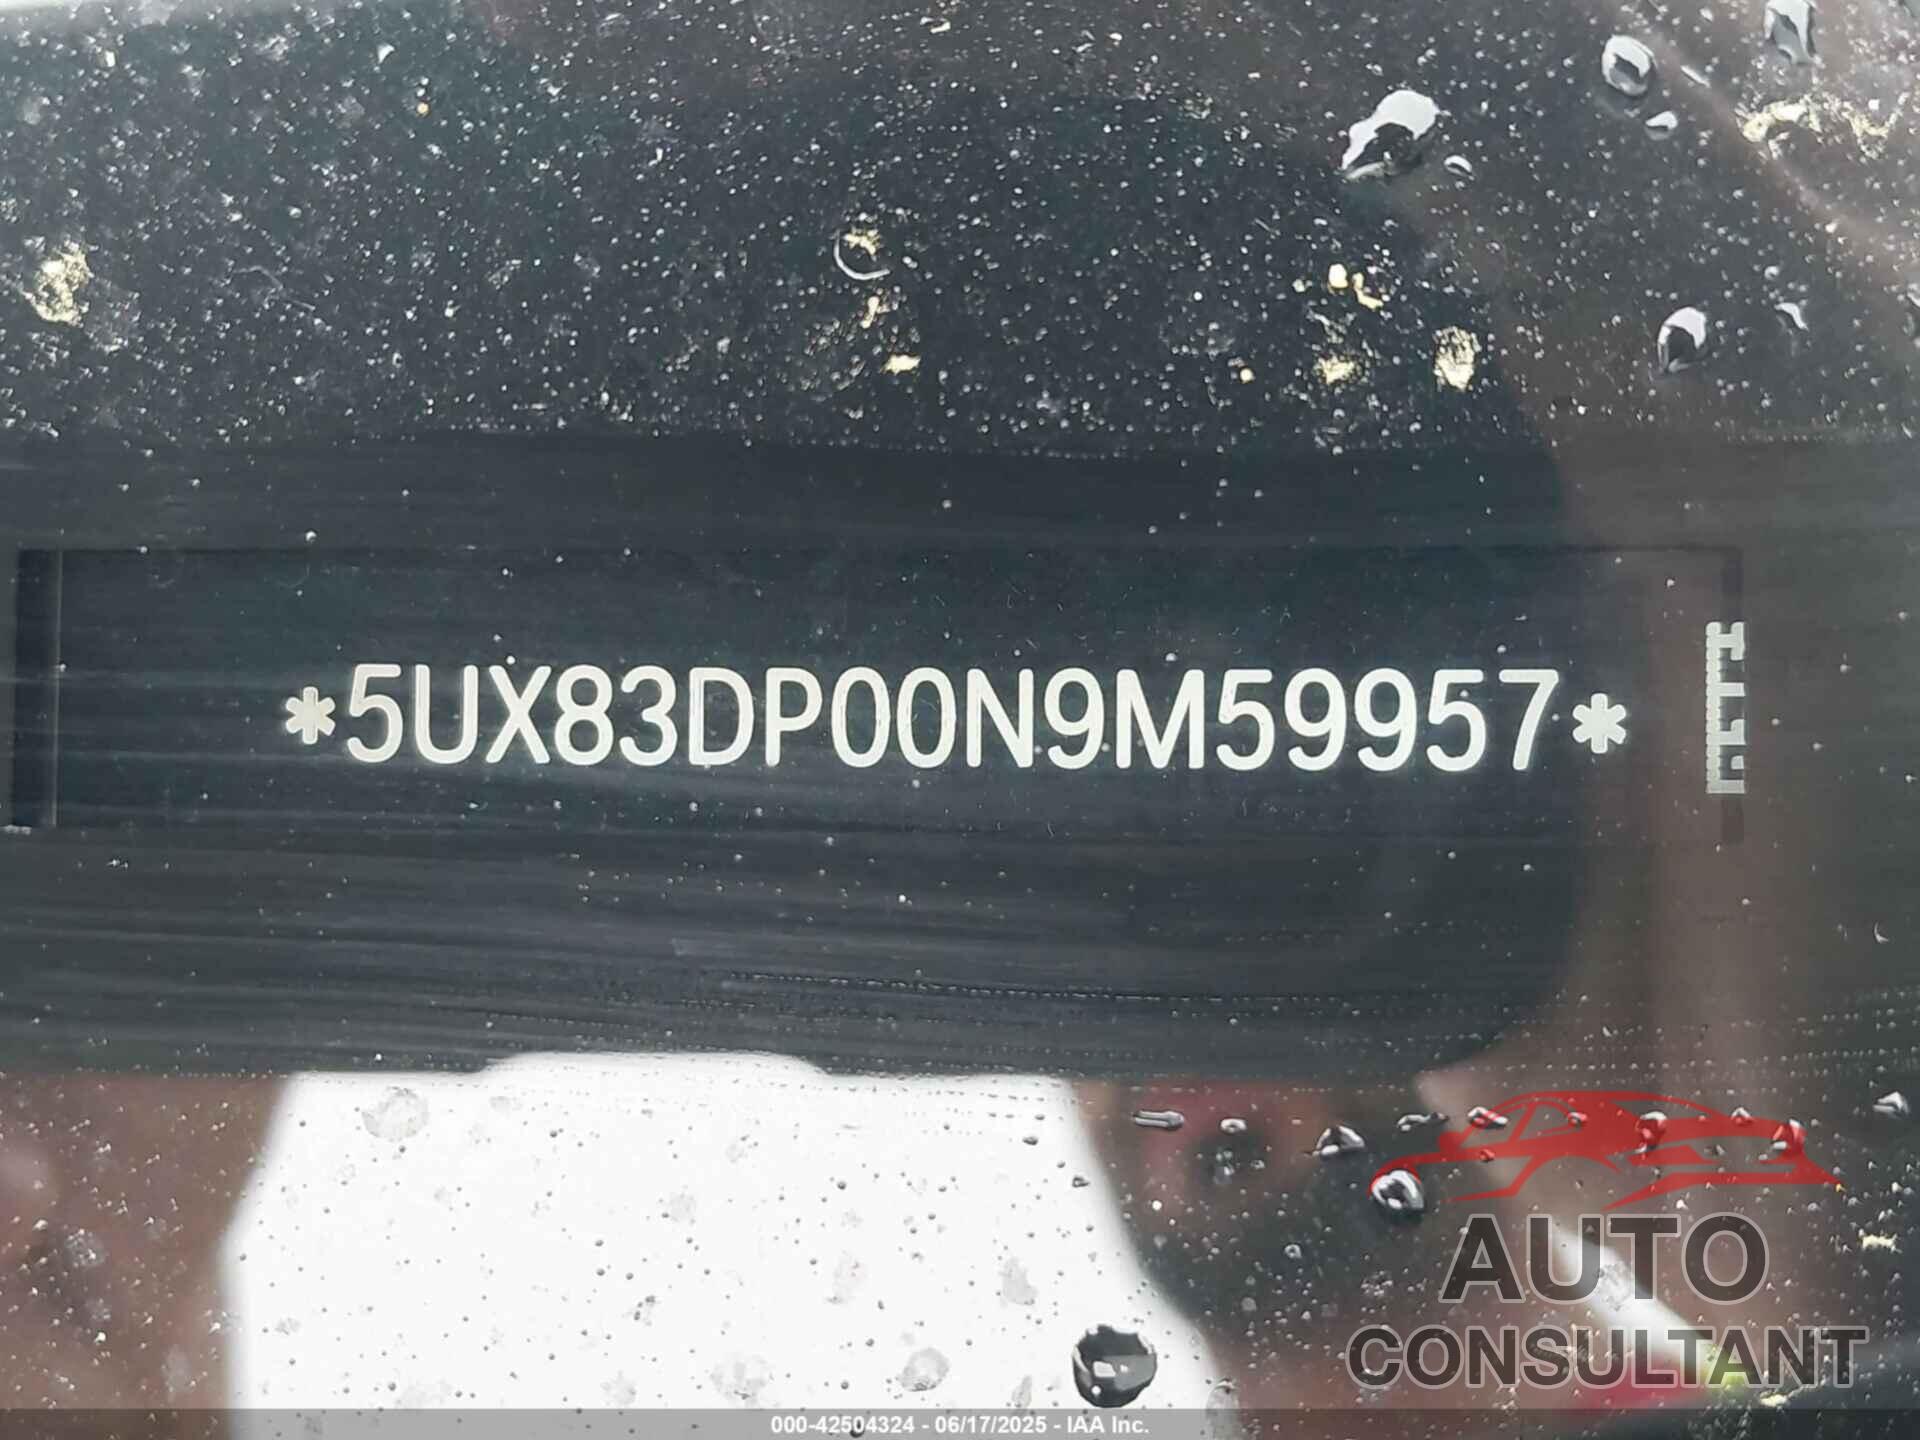 *5UX83DP00N9M59957*
AUTO
CONSULTANT
000-42504324 - 06/17/2025 - IAA Inc.